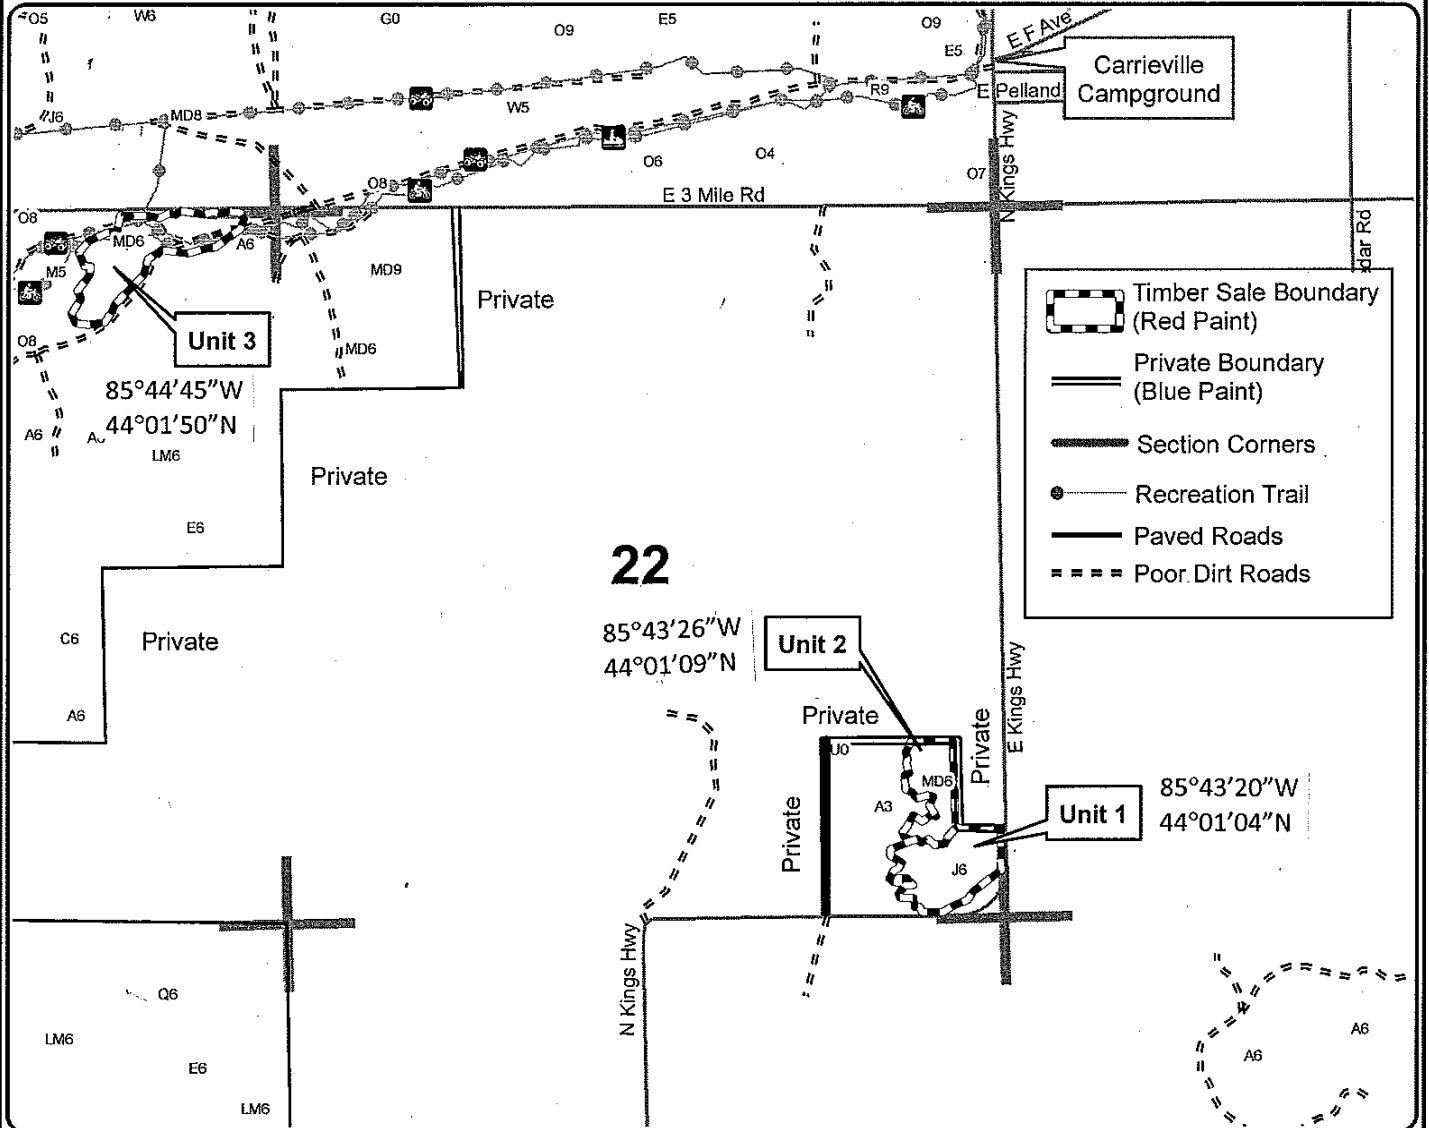 O5
W6
G0
O9
E5
O9
E5
E F Ave
Carrieville
Campground
J6
MD8
W5
R9
E Pelland
O8
O6
O4
O7
N Kings Hwy
E 3 Mile Rd
O8
MD6
A6
M5
MD9
Private
dar Rd
Timber Sale Boundary
(Red Paint)
Private Boundary
(Blue Paint)
Section Corners
Recreation Trail
Paved Roads
Poor Dirt Roads
Unit 3
O8
MD6
85°44'45"W
44°01'50"N
A6
LM6
Private
E6
22
C6
Private
A6
85°43'26"W
44°01'09"N
Unit 2
E Kings Hwy
Private
Private
U0
MD6
A3
Private
Unit 1
85°43'20"W
44°01'04"N
J6
N Kings Hwy
Q6
LM6
E6
LM6
A6
A6